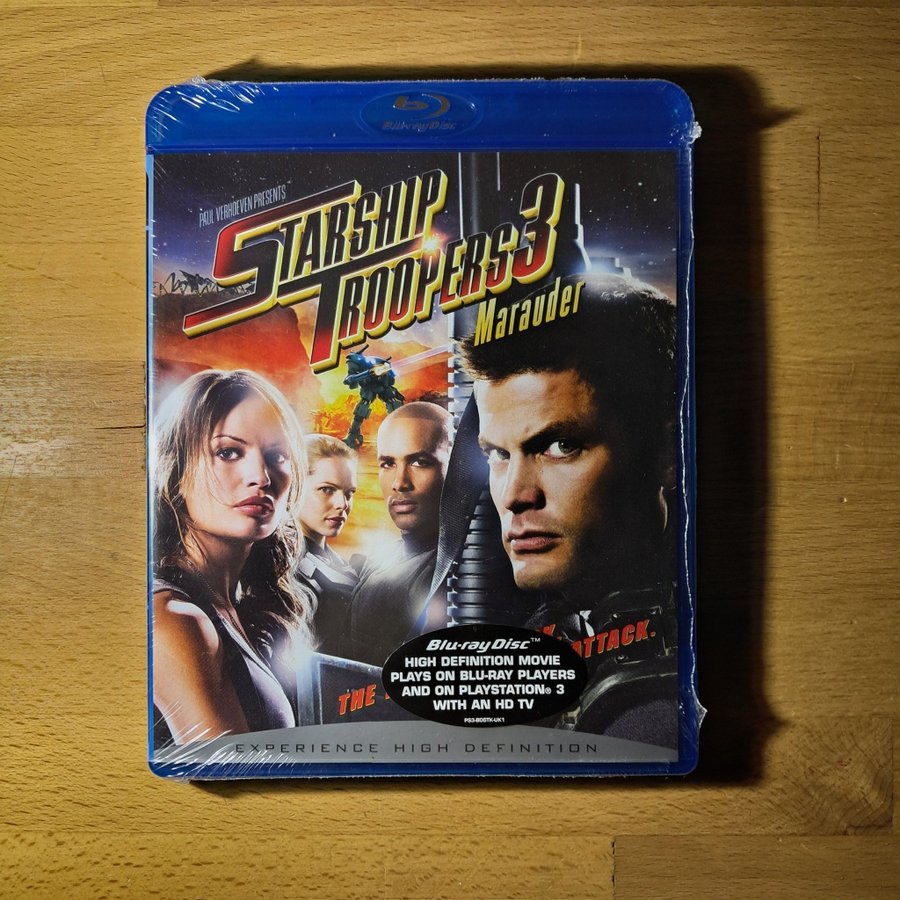 Blu-ray Disc
PAUL VERHOEVEN PRESENTS
STARSHIP
TROOPERS 3
Marauder
ATTACK.
THE
Blu-ray Disc™
HIGH DEFINITION MOVIE
PLAYS ON BLU-RAY PLAYERS
AND ON PLAYSTATION® 3
WITH AN HD TV
PS3-BDSTK-UK1
EXPERIENCE HIGH DEFINITION